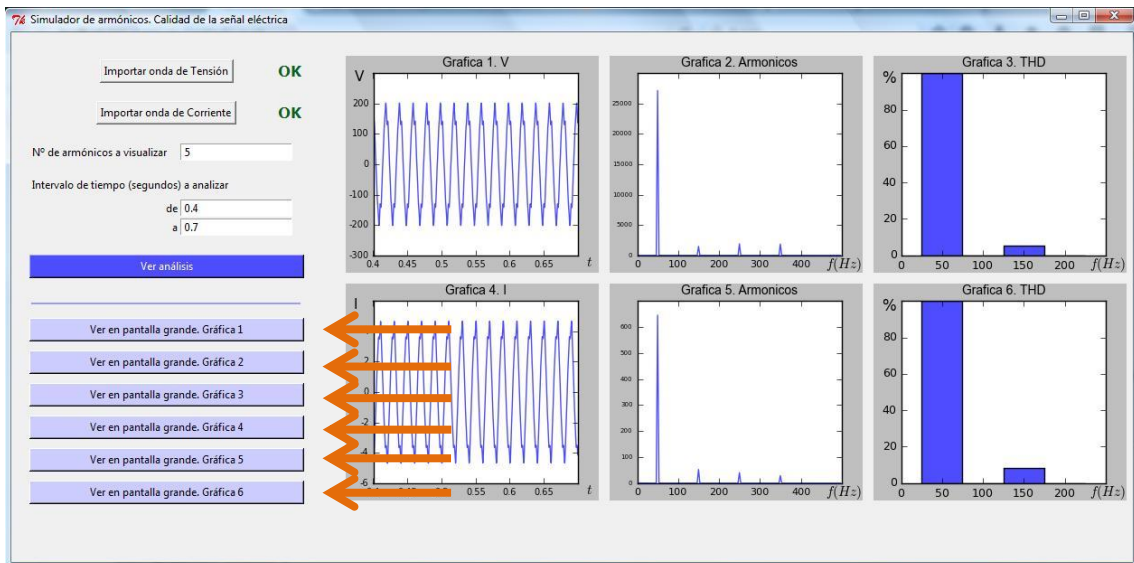 Simulador de armónicos. Calidad de la señal eléctrica
Importar onda de Tensión OK
Importar onda de Corriente OK
Nº de armónicos a visualizar 5
Intervalo de tiempo (segundos) a analizar
de 0.4
a 0.7
Ver análisis
Ver en pantalla grande. Gráfica 1
Ver en pantalla grande. Gráfica 2
Ver en pantalla grande. Gráfica 3
Ver en pantalla grande. Gráfica 4
Ver en pantalla grande. Gráfica 5
Ver en pantalla grande. Gráfica 6
Grafica 1. V
V
200
100
0
-100
-200
-300
0.4 0.45 0.5 0.55 0.6 0.65 t
Grafica 2. Armonicos
25000
20000
15000
10000
5000
0
0 100 200 300 400 f(Hz)
Grafica 3. THD
%
80
60
40
20
0
0 50 100 150 200 f(Hz)
Grafica 4. I
I
2
0
-2
-4
-6
0.55 0.6 0.65 t
Grafica 5. Armonicos
600
500
400
300
200
100
0
0 100 200 300 400 f(Hz)
Grafica 6. THD
%
80
60
40
20
0
0 50 100 150 200 f(Hz)